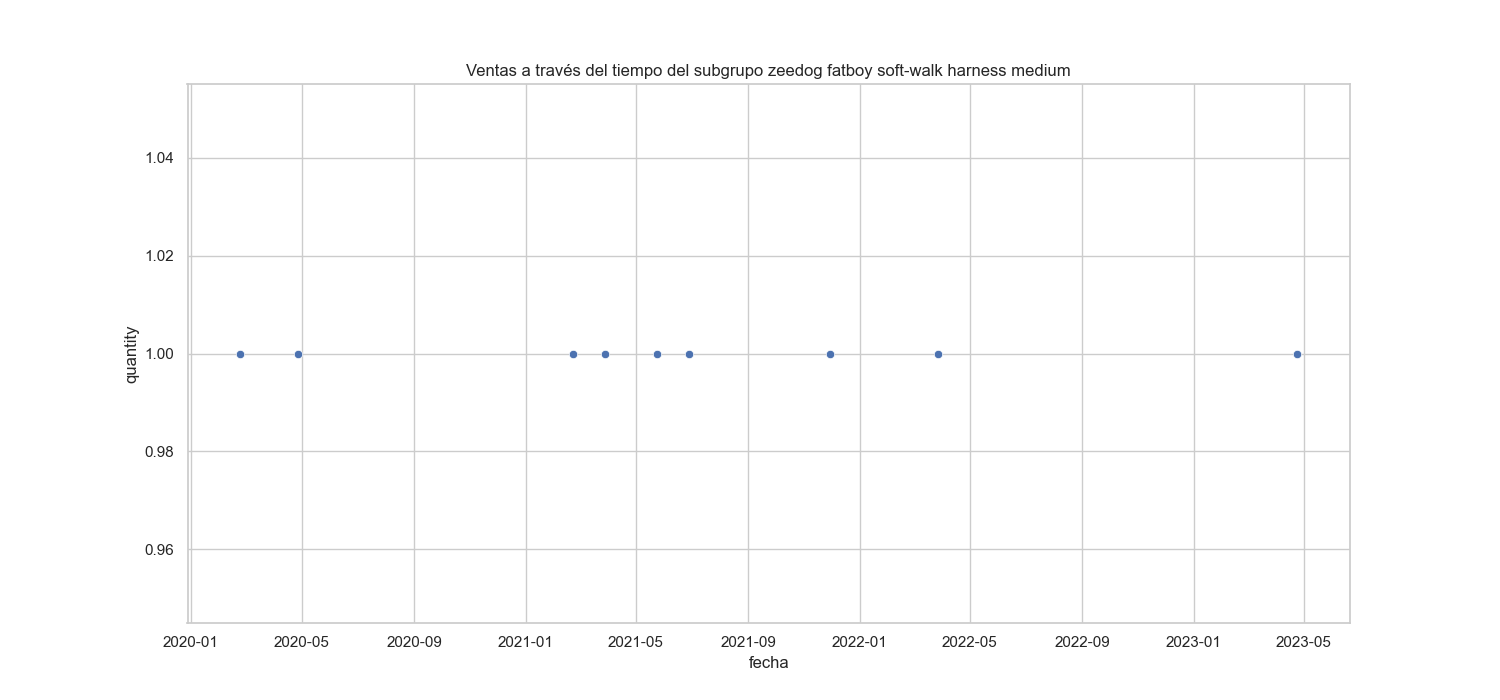 Ventas a través del tiempo del subgrupo zeedog fatboy soft-walk harness medium
1.04
1.02
1.00
0.98
0.96
quantity
2020-01 2020-05 2020-09 2021-01 2021-05 2021-09 2022-01 2022-05 2022-09 2023-01 2023-05
fecha